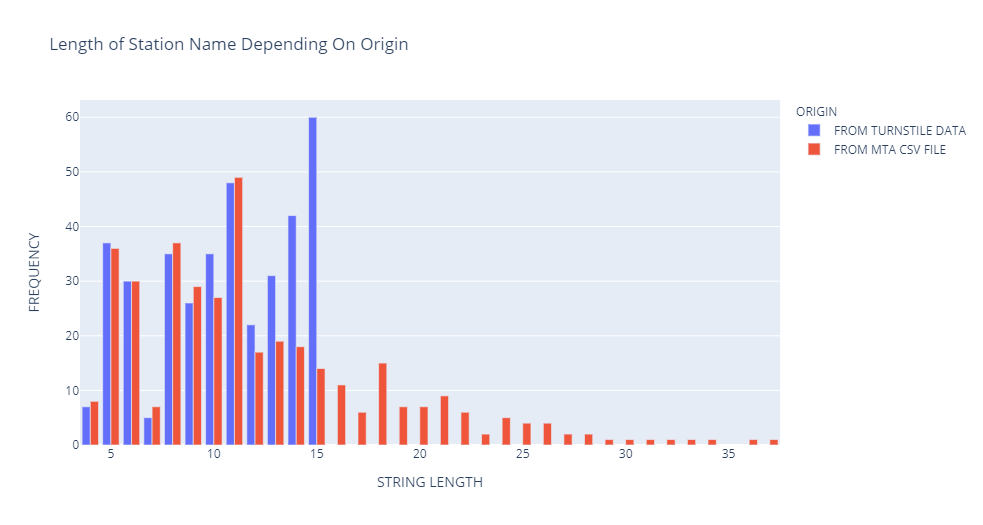 Length of Station Name Depending On Origin
ORIGIN
FROM TURNSTILE DATA
FROM MTA CSV FILE
60
50
40
30
20
10
0
FREQUENCY
5 10 15 20 25 30 35
STRING LENGTH